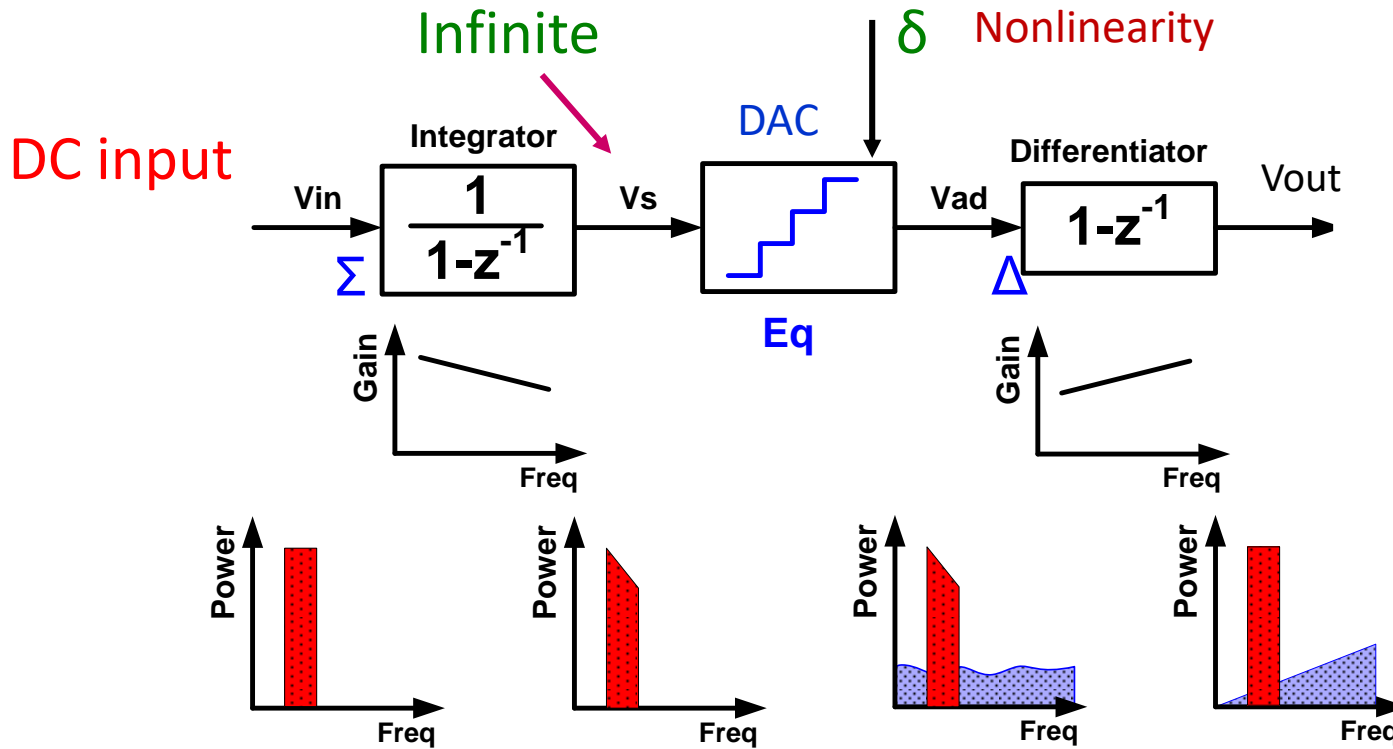 Infinite
δ Nonlinearity
DC input
Integrator
DAC
Differentiator
Vin
1
1-z⁻¹
Vs
Vad
1-z⁻¹
Vout
Σ
Δ
Eq
Gain
Freq
Gain
Freq
Power
Freq
Power
Freq
Power
Freq
Power
Freq